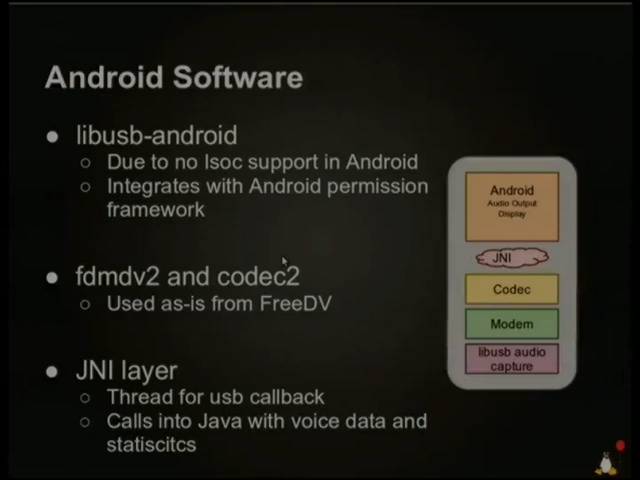 Android Software
● libusb-android
○ Due to no Isoc support in Android
○ Integrates with Android permission
framework
● fdmdv2 and codec2
○ Used as-is from FreeDV
● JNI layer
○ Thread for usb callback
○ Calls into Java with voice data and
statiscitcs
Android
Audio Output
Display
JNI
Codec
Modem
libusb audio
capture